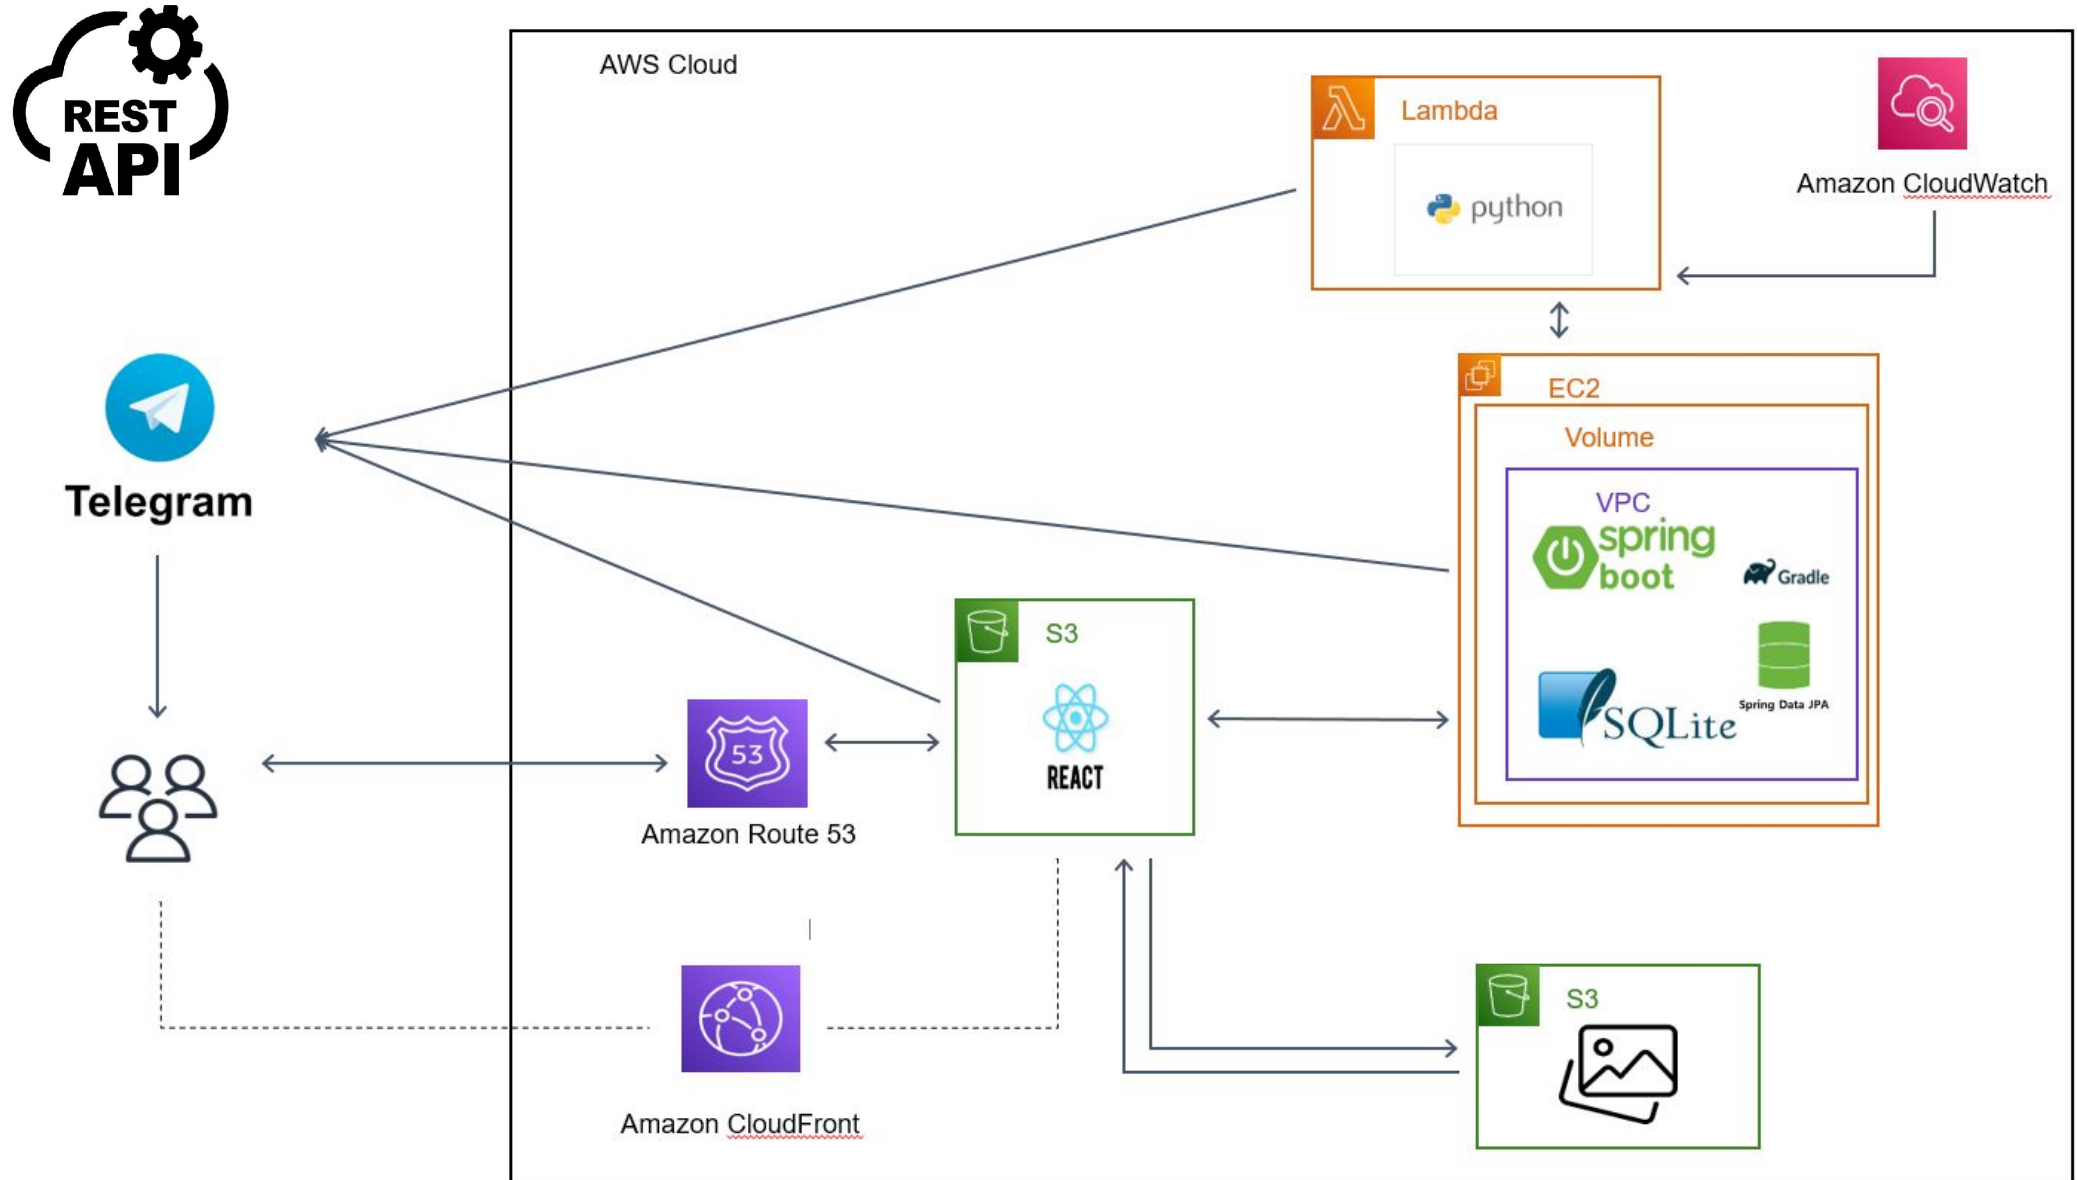 REST
API
AWS Cloud
Lambda
python
Amazon CloudWatch
Telegram
EC2
Volume
VPC
spring
boot
Gradle
Spring Data JPA
SQLite
S3
REACT
53
Amazon Route 53
S3
Amazon CloudFront